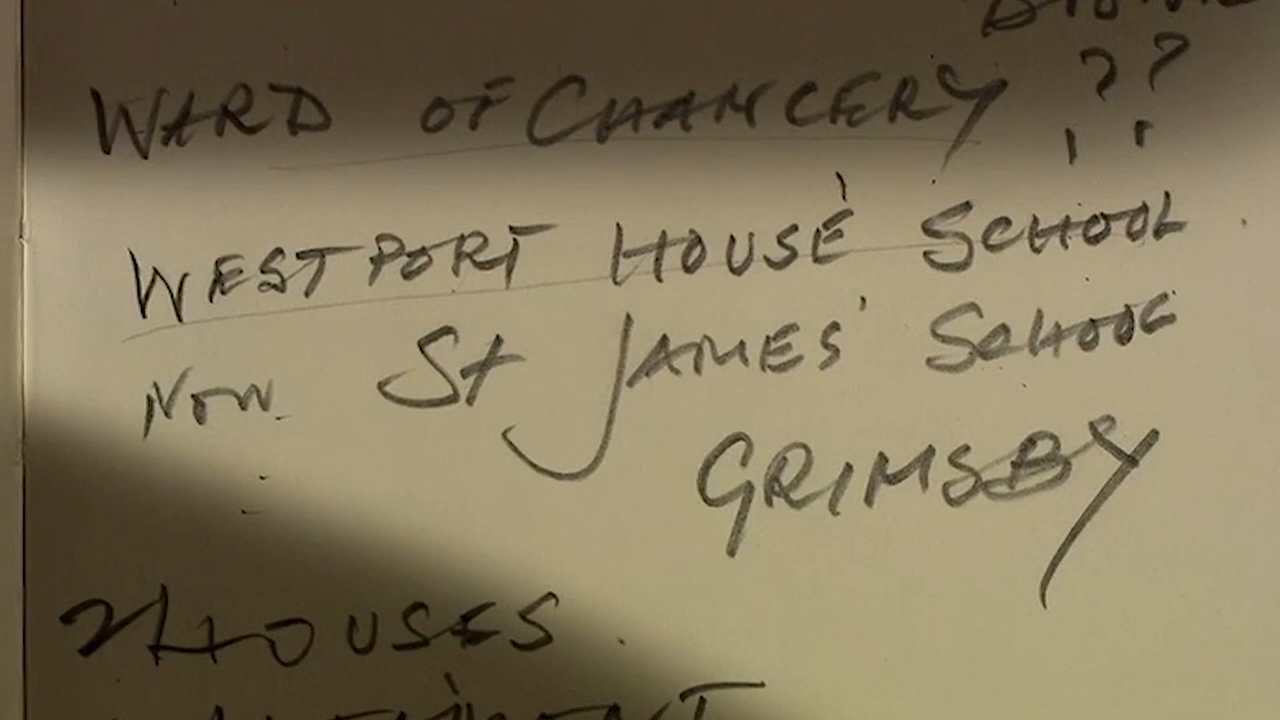 WARD OF CHANCERY ??
WESTPORT HOUSE SCHOOL
NOW St JAMES' SCHOOL
GRIMSBY
2 HOUSES.